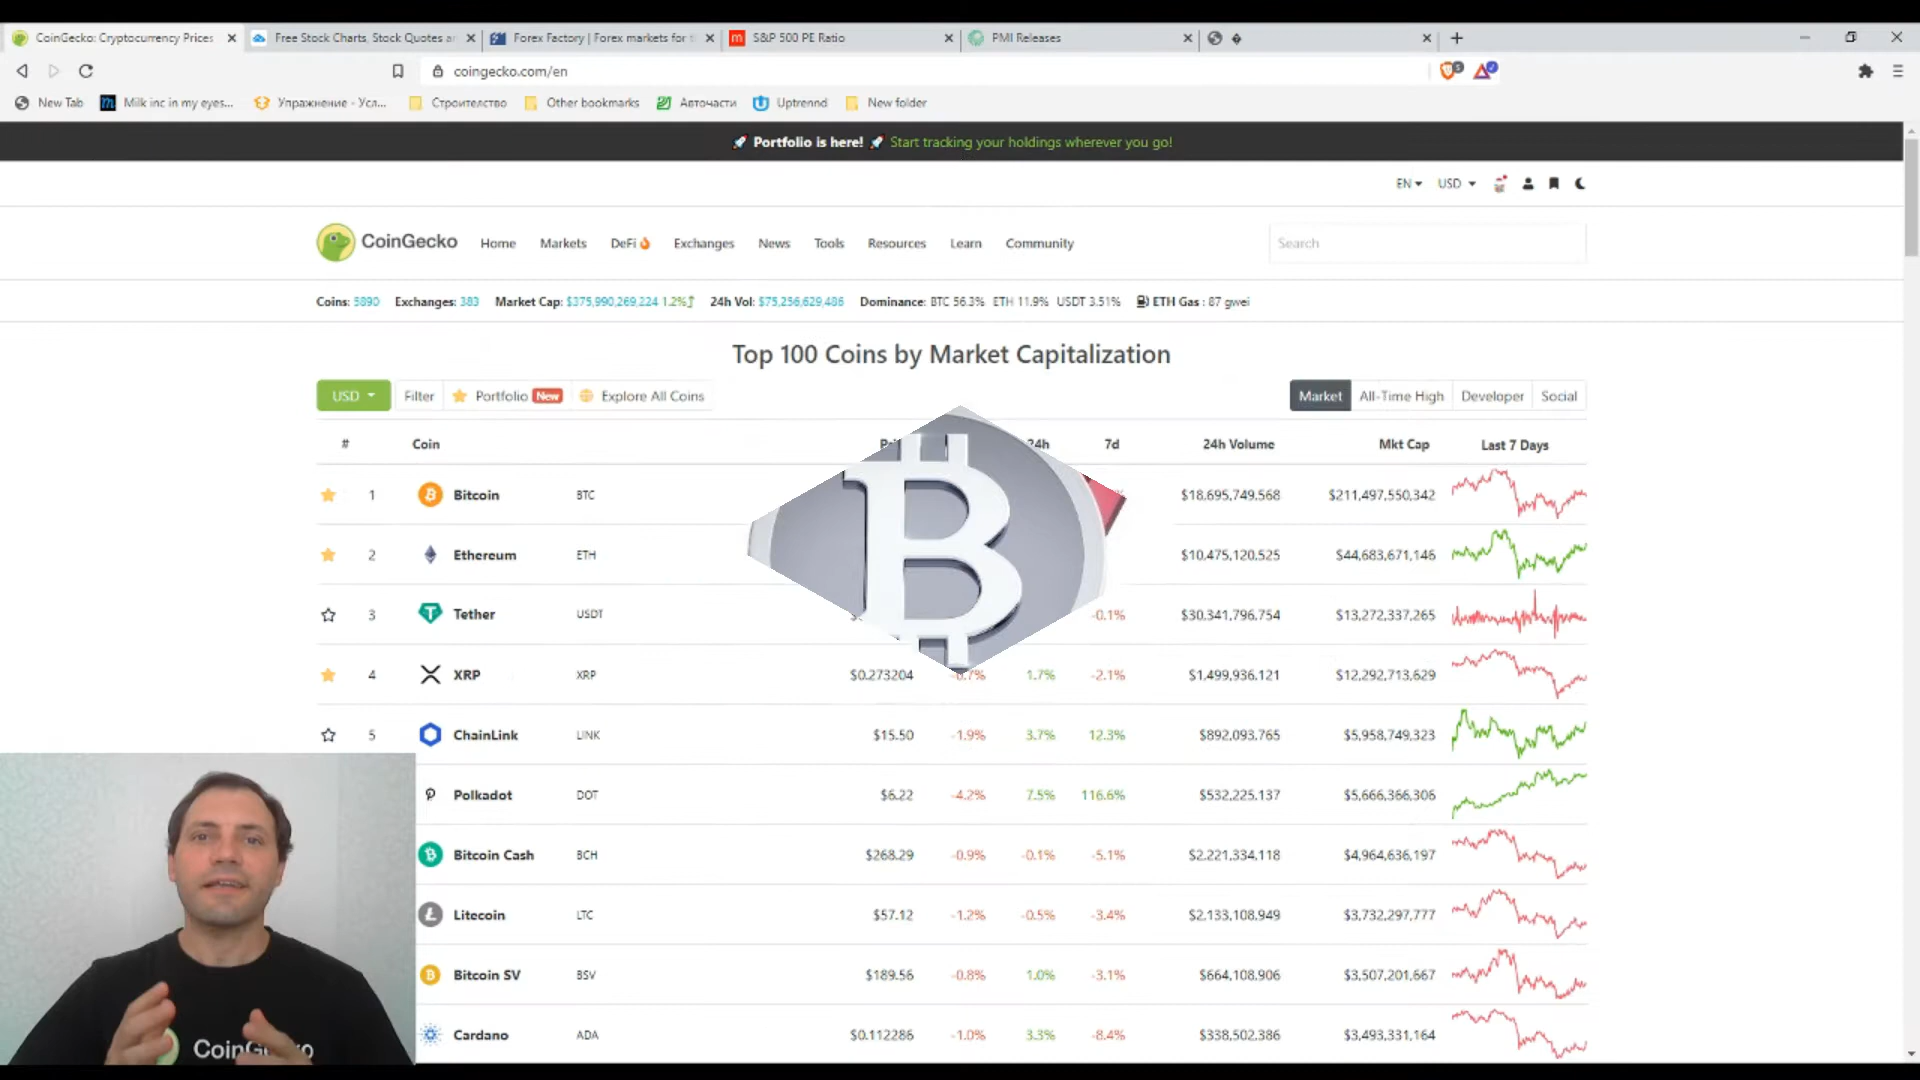 CoinGecko: Cryptocurrency Prices
Free Stock Charts, Stock Quotes
Forex Factory | Forex markets for
S&P 500 PE Ratio
PMI Releases
coingecko.com/en
New Tab
Milk inc in my eyes...
Упражнение - Усл...
Строителство
Other bookmarks
Авточасти
Uptrennd
New folder
Portfolio is here! Start tracking your holdings wherever you go!
EN USD
CoinGecko Home Markets DeFi Exchanges News Tools Resources Learn Community Search
Coins: 5890 Exchanges: 383 Market Cap: $375,990,269,224 1.2% 24h Vol: $75,256,629,486 Dominance: BTC 56.3% ETH 11.9% USDT 3.51% ETH Gas : 87 gwei
Top 100 Coins by Market Capitalization
USD Filter Portfolio New Explore All Coins Market All-Time High Developer Social
# Coin 24h 7d 24h Volume Mkt Cap Last 7 Days
1 Bitcoin BTC $18,695,749,568 $211,497,550,342
2 Ethereum ETH $10,475,120,525 $44,683,671,146
3 Tether USDT -0.1% $30,341,796,754 $13,272,337,265
4 XRP XRP $0.273204 1.7% -2.1% $1,499,936,121 $12,292,713,629
5 ChainLink LINK $15.50 -1.9% 3.7% 12.3% $892,093,765 $5,958,749,323
Polkadot DOT $6.22 -4.2% 7.5% 116.6% $532,225,137 $5,666,366,306
Bitcoin Cash BCH $268.29 -0.9% -0.1% -5.1% $2,221,334,118 $4,964,636,197
Litecoin LTC $57.12 -1.2% -0.5% -3.4% $2,133,108,949 $3,732,297,777
Bitcoin SV BSV $189.56 -0.8% 1.0% -3.1% $664,108,906 $3,507,201,667
Cardano ADA $0.112286 -1.0% 3.3% -8.4% $338,502,386 $3,493,331,164